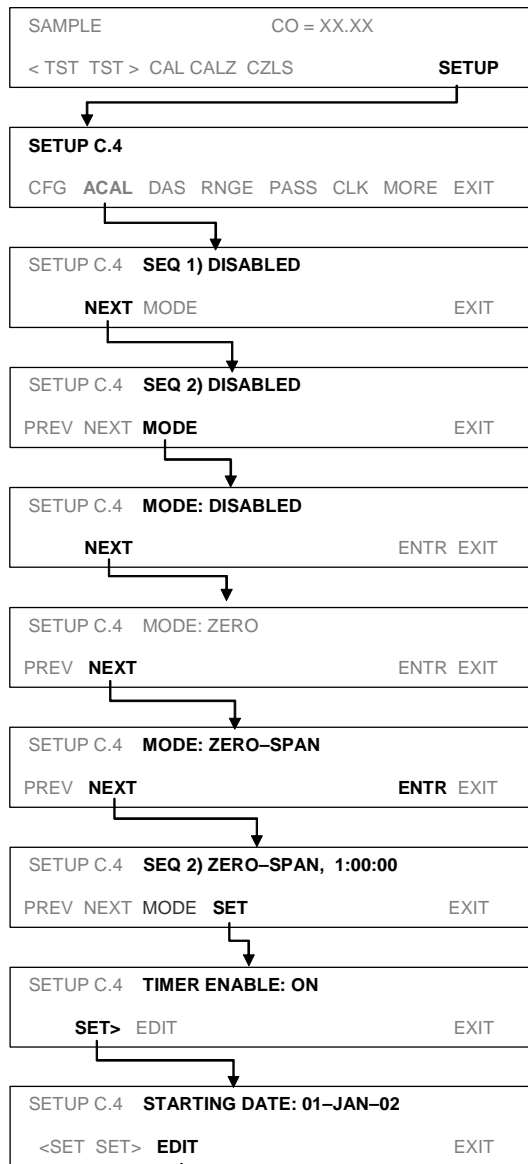 SAMPLE CO = XX.XX
< TST TST > CAL CALZ CZLS SETUP
SETUP C.4
CFG ACAL DAS RNGE PASS CLK MORE EXIT
SETUP C.4 SEQ 1) DISABLED
NEXT MODE EXIT
SETUP C.4 SEQ 2) DISABLED
PREV NEXT MODE EXIT
SETUP C.4 MODE: DISABLED
NEXT ENTR EXIT
SETUP C.4 MODE: ZERO
PREV NEXT ENTR EXIT
SETUP C.4 MODE: ZERO–SPAN
PREV NEXT ENTR EXIT
SETUP C.4 SEQ 2) ZERO–SPAN, 1:00:00
PREV NEXT MODE SET EXIT
SETUP C.4 TIMER ENABLE: ON
SET> EDIT EXIT
SETUP C.4 STARTING DATE: 01–JAN–02
<SET SET> EDIT EXIT